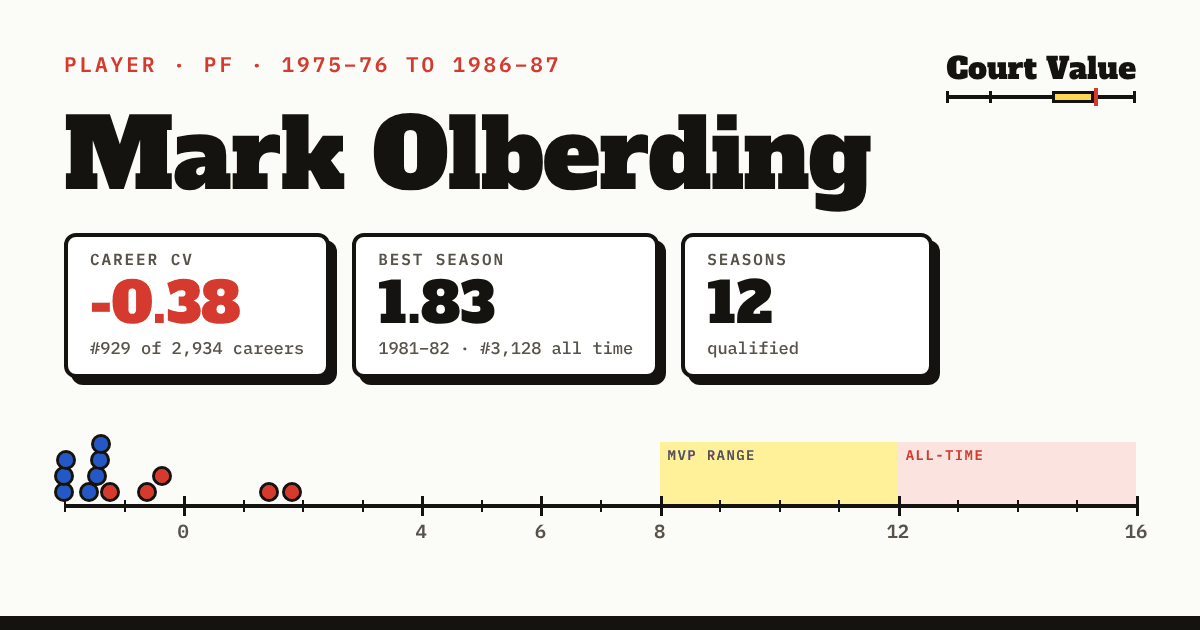 PLAYER · PF · 1975–76 TO 1986–87
Court Value
Mark Olberding
CAREER CV
-0.38
#929 of 2,934 careers
BEST SEASON
1.83
1981–82 · #3,128 all time
SEASONS
12
qualified
MVP RANGE
ALL-TIME
0 4 6 8 12 16